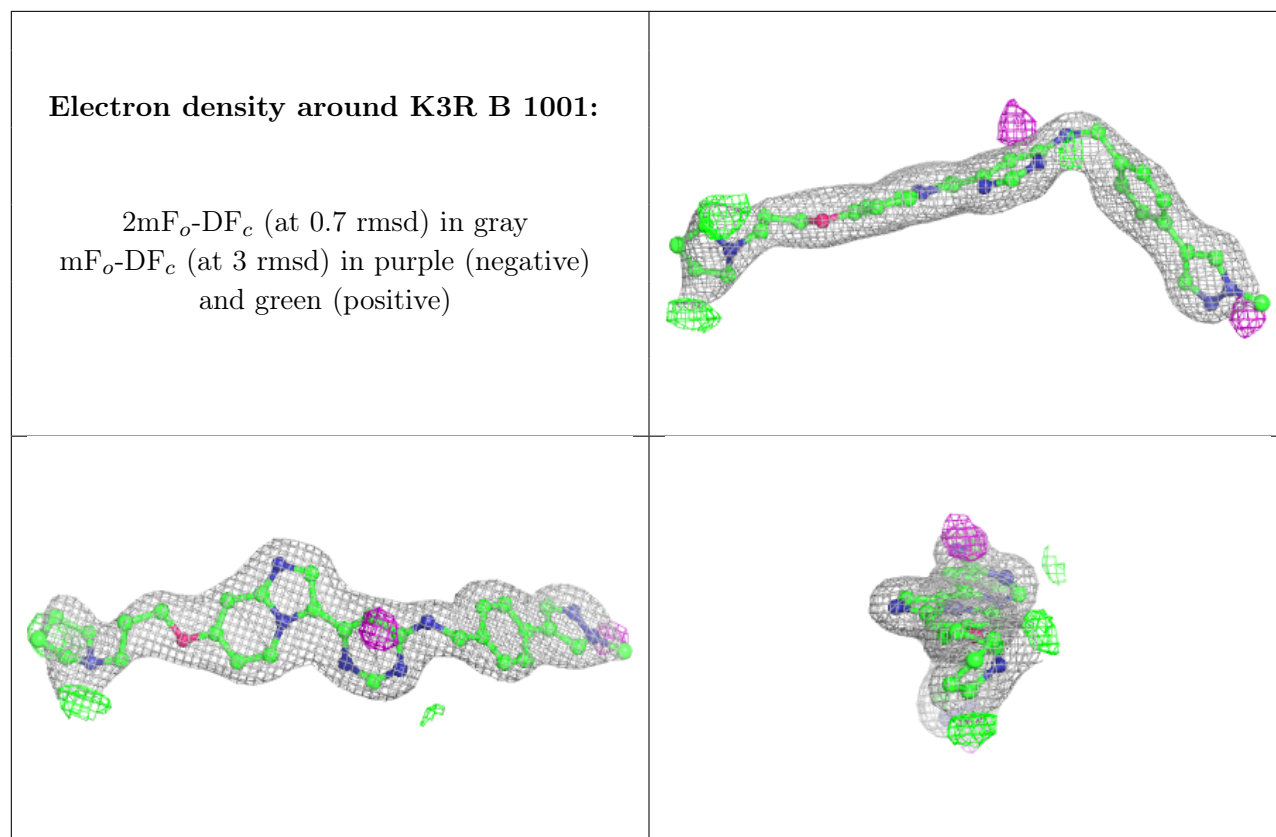 Electron density around K3R B 1001:
2mFₒ-DF𝒸 (at 0.7 rmsd) in gray
mFₒ-DF𝒸 (at 3 rmsd) in purple (negative)
and green (positive)